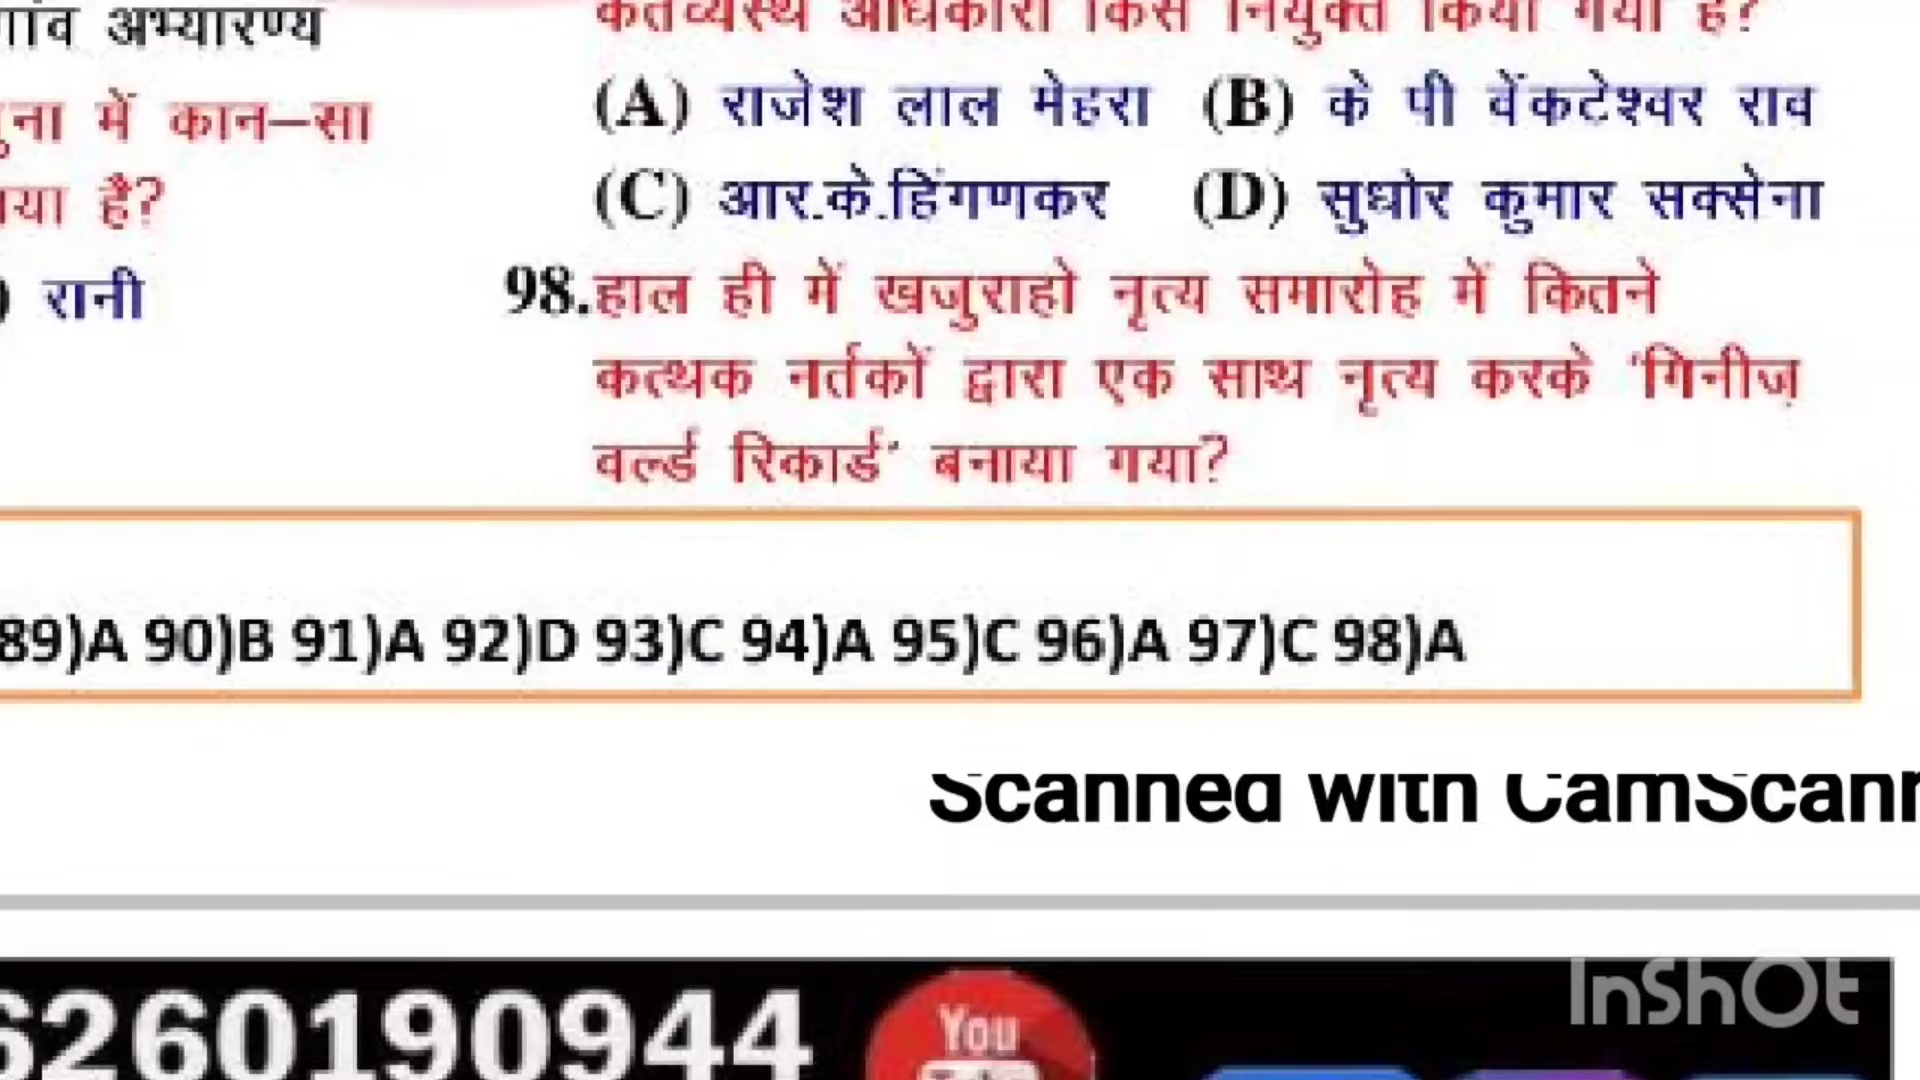 अभ्यारण्य
में कान–सा
है?
) रानी
कर्तव्यस्थ अधिकारी किसे नियुक्त किया गया है?
(A) राजेश लाल मेहरा (B) के पी वेंकटेश्वर राव
(C) आर.के.हिंगणकर (D) सुधोर कुमार सक्सेना
98.हाल ही में खजुराहो नृत्य समारोह में कितने
कत्थक नर्तकों द्वारा एक साथ नृत्य करके 'गिनीज़
वर्ल्ड रिकार्ड' बनाया गया?
89)A 90)B 91)A 92)D 93)C 94)A 95)C 96)A 97)C 98)A
Scanned with CamScann
6260190944
You
InShOt